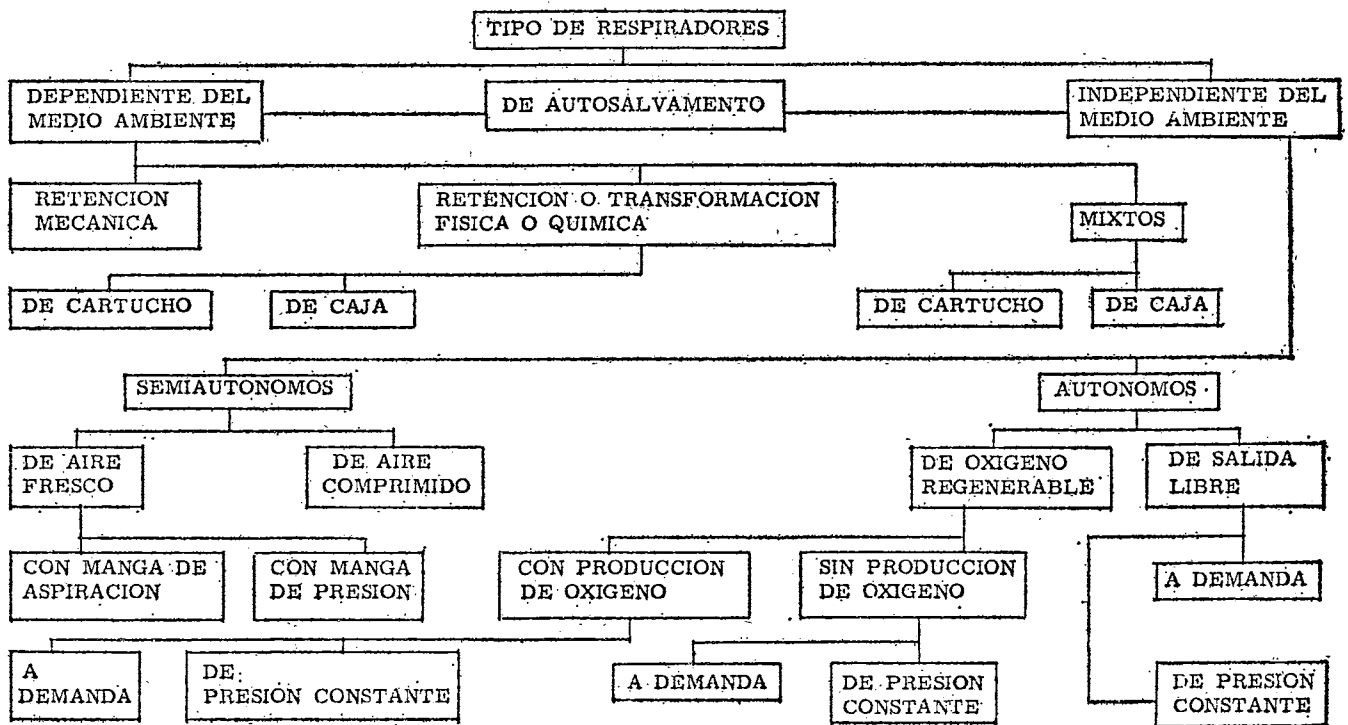 TIPO DE RESPIRADORES
DEPENDIENTE DEL
MEDIO AMBIENTE
DE AUTOSALVAMENTO
INDEPENDIENTE DEL
MEDIO AMBIENTE
RETENCION
MECANICA
RETENCION O TRANSFORMACION
FISICA O QUIMICA
MIXTOS
DE CARTUCHO
DE CAJA
DE CARTUCHO
DE CAJA
SEMIAUTONOMOS
AUTONOMOS
DE AIRE
FRESCO
DE AIRE
COMPRIMIDO
DE OXIGENO
REGENERABLE
DE SALIDA
LIBRE
CON MANGA DE
ASPIRACION
CON MANGA
DE PRESION
CON PRODUCCION
DE OXIGENO
SIN PRODUCCION
DE OXIGENO
A DEMANDA
A
DEMANDA
DE:
PRESION CONSTANTE
A DEMANDA
DE PRESION
CONSTANTE
DE PRESION
CONSTANTE